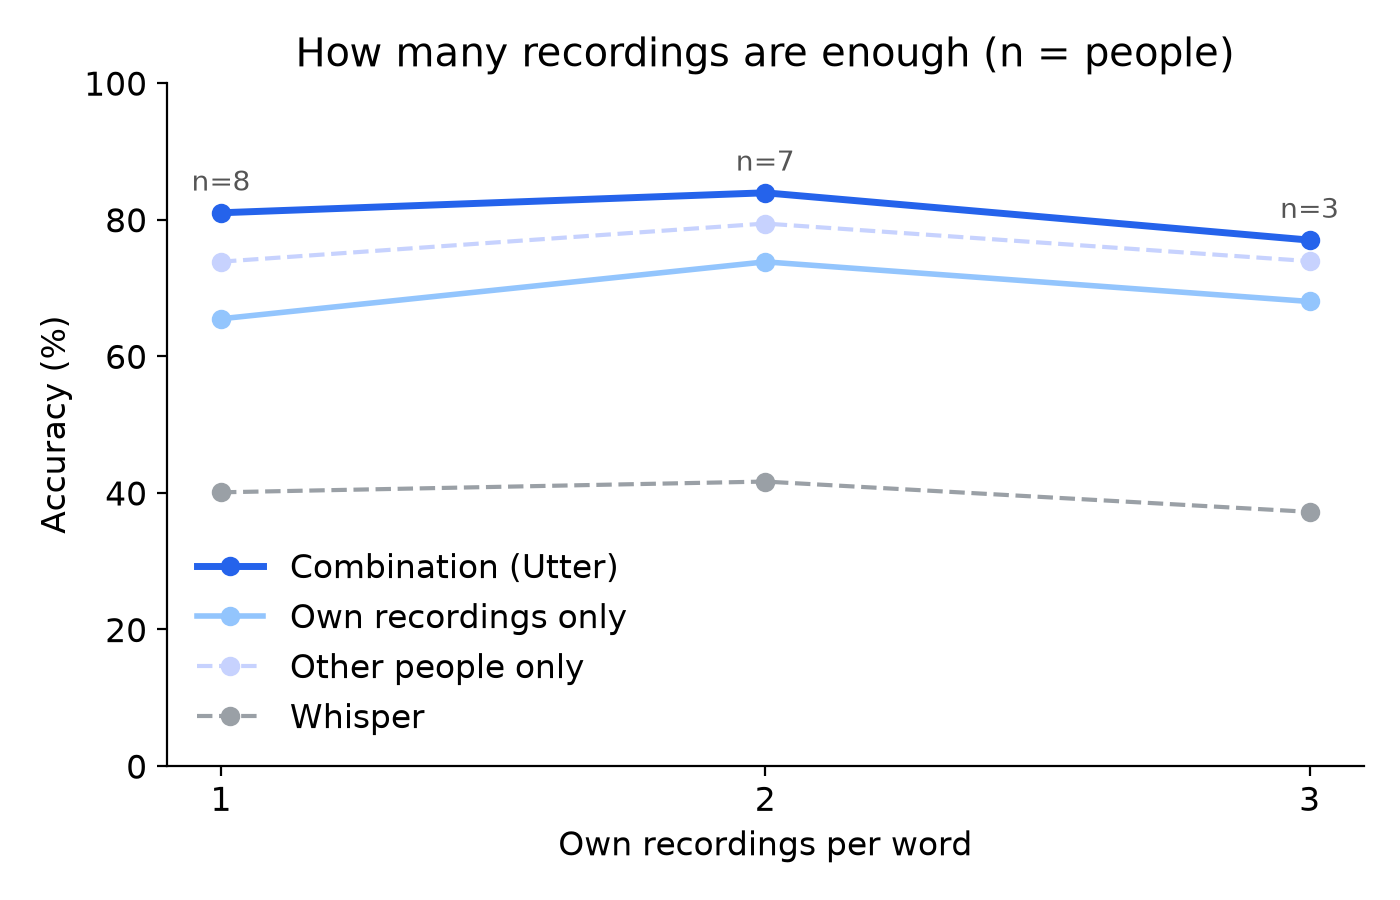 How many recordings are enough (n = people)
100
80
60
40
20
0
Accuracy (%)
n=8
n=7
n=3
Combination (Utter)
Own recordings only
Other people only
Whisper
1
2
3
Own recordings per word